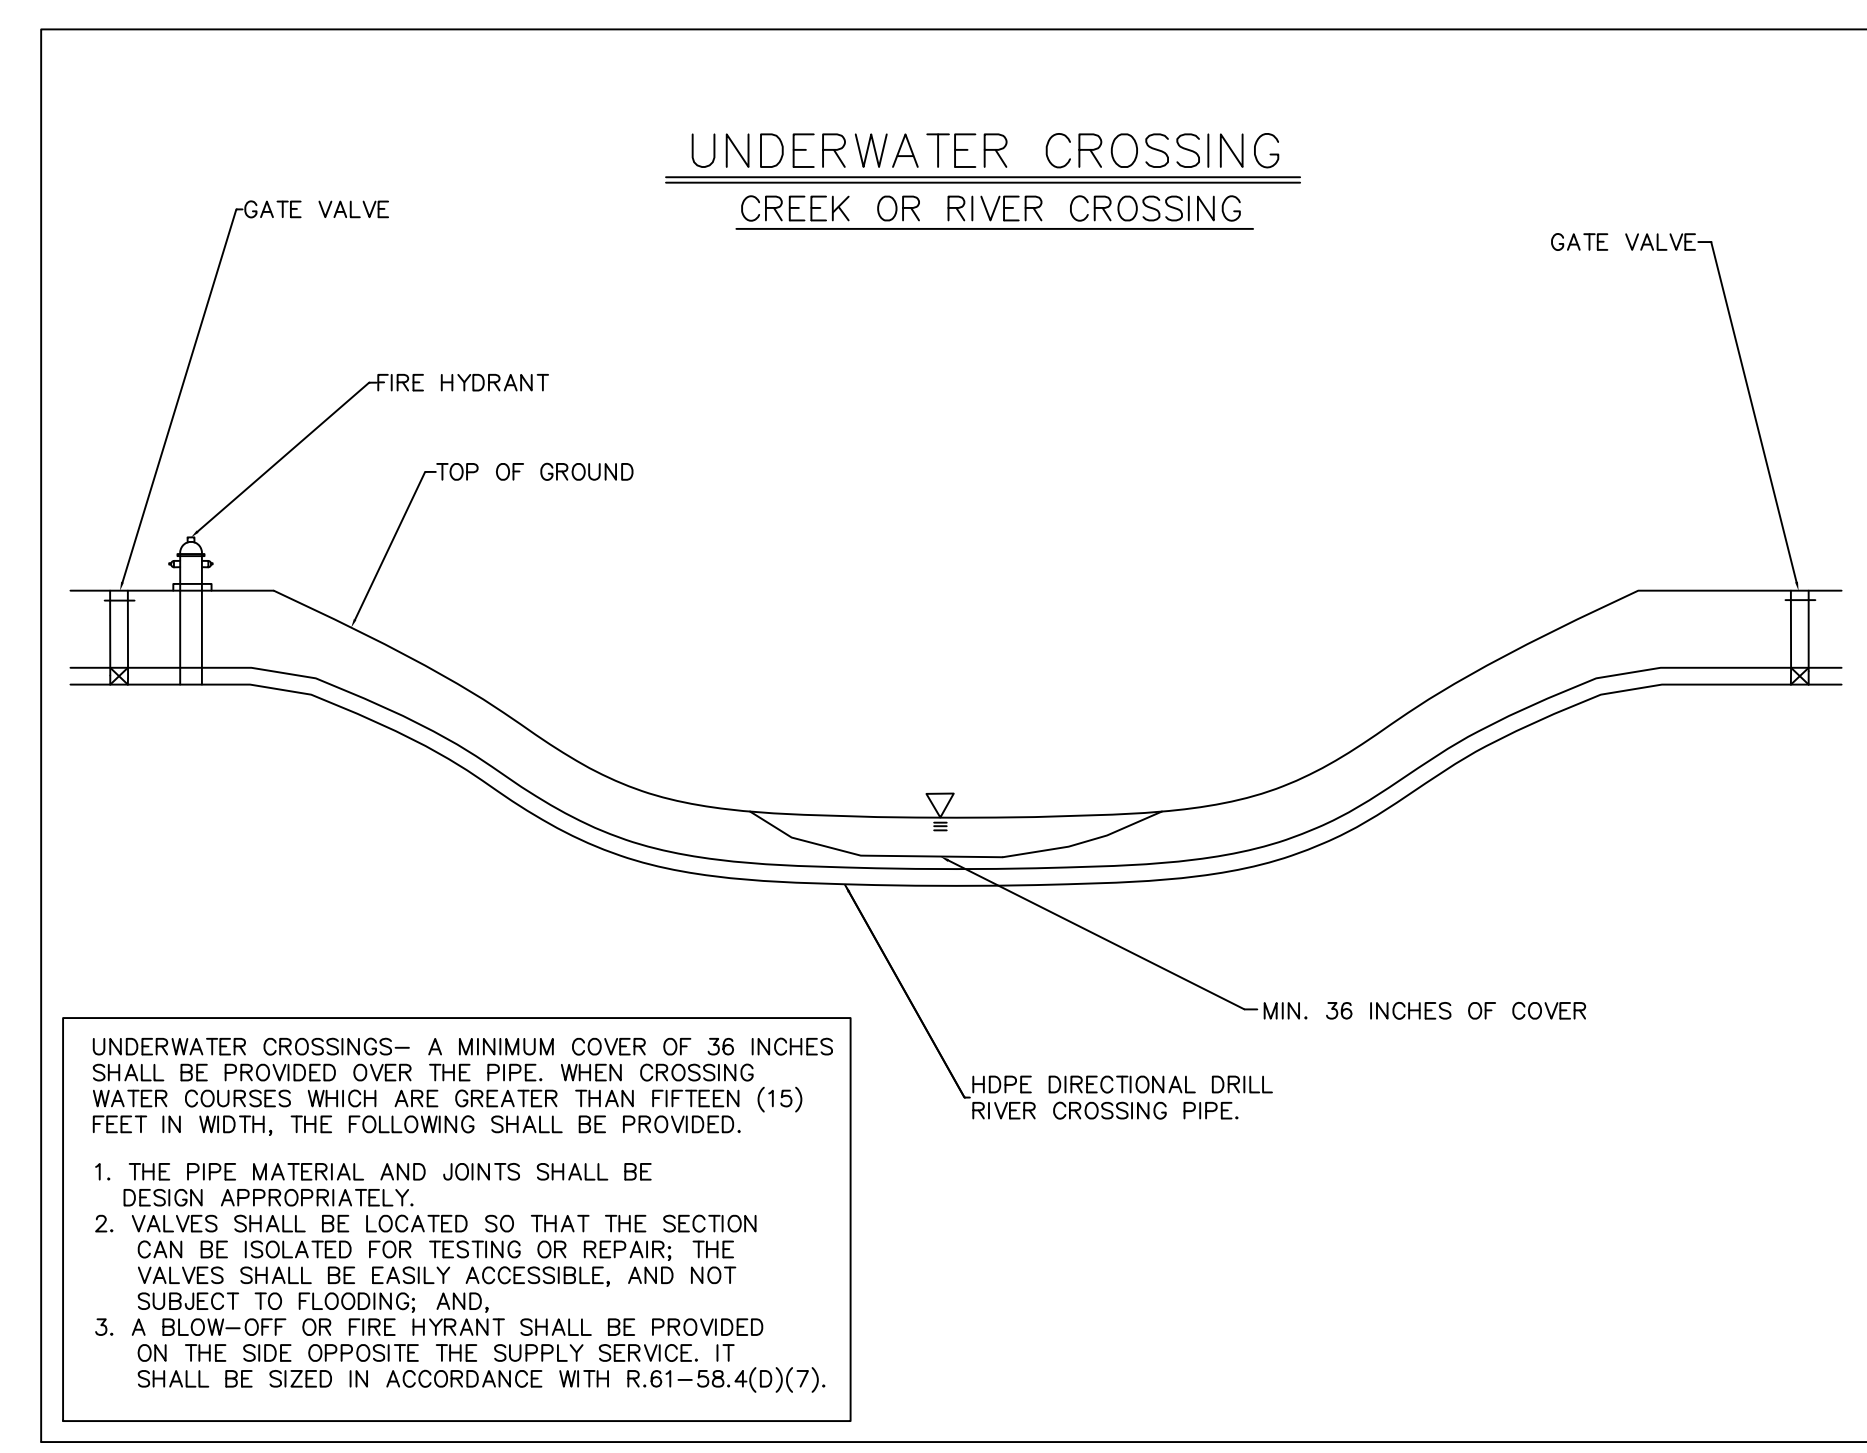 UNDERWATER CROSSING
CREEK OR RIVER CROSSING
GATE VALVE
GATE VALVE
FIRE HYDRANT
TOP OF GROUND
MIN. 36 INCHES OF COVER
HDPE DIRECTIONAL DRILL
RIVER CROSSING PIPE.
UNDERWATER CROSSINGS– A MINIMUM COVER OF 36 INCHES
SHALL BE PROVIDED OVER THE PIPE. WHEN CROSSING
WATER COURSES WHICH ARE GREATER THAN FIFTEEN (15)
FEET IN WIDTH, THE FOLLOWING SHALL BE PROVIDED.
1. THE PIPE MATERIAL AND JOINTS SHALL BE
DESIGN APPROPRIATELY.
2. VALVES SHALL BE LOCATED SO THAT THE SECTION
CAN BE ISOLATED FOR TESTING OR REPAIR; THE
VALVES SHALL BE EASILY ACCESSIBLE, AND NOT
SUBJECT TO FLOODING; AND,
3. A BLOW–OFF OR FIRE HYRANT SHALL BE PROVIDED
ON THE SIDE OPPOSITE THE SUPPLY SERVICE. IT
SHALL BE SIZED IN ACCORDANCE WITH R.61–58.4(D)(7).